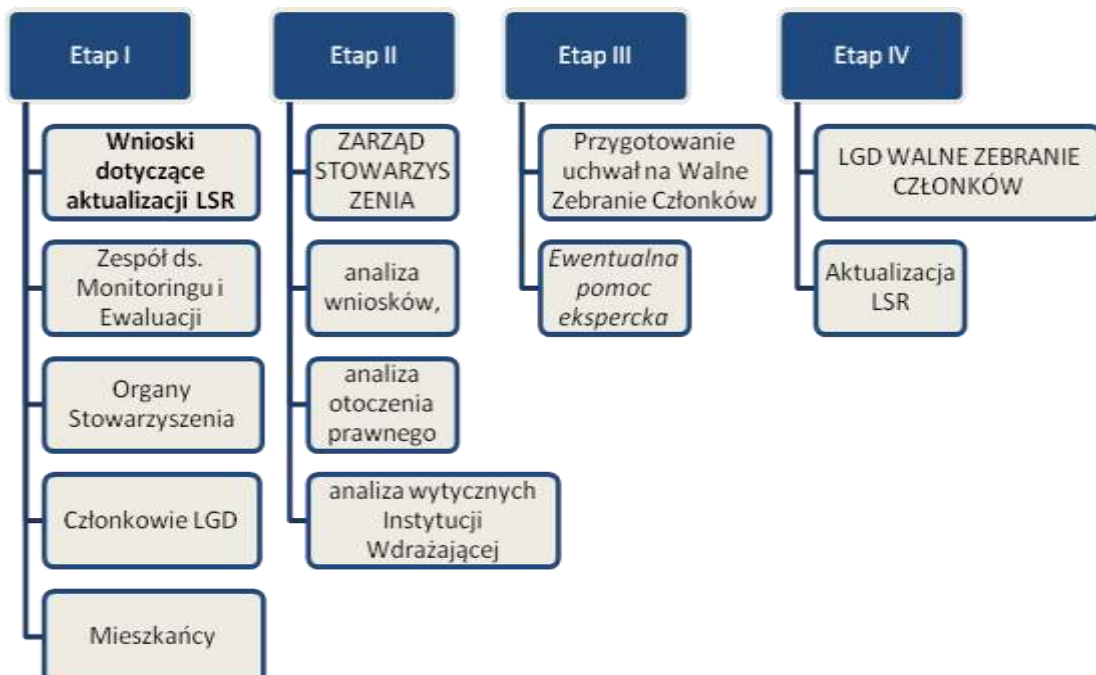 Etap I
Wnioski
dotyczące
aktualizacji LSR
Zespół ds.
Monitoringu i
Ewaluacji
Organy
Stowarzyszenia
Członkowie LGD
Mieszkańcy
Etap II
ZARZĄD
STOWARZYS
ZENIA
analiza
wniosków,
analiza
otoczenia
prawnego
analiza wytycznych
Instytucji
Wdrażającej
Etap III
Przygotowanie
uchwał na Walne
Zebranie Członków
Ewentualna
pomoc
ekspercka
Etap IV
LGD WALNE ZEBRANIE
CZŁONKÓW
Aktualizacja
LSR